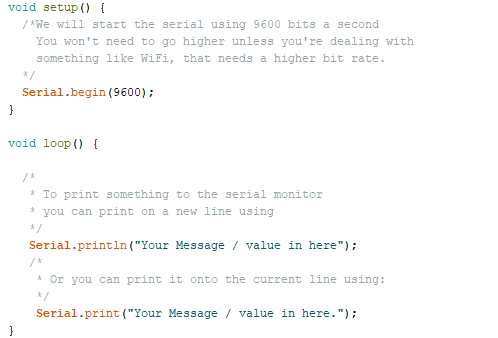 void setup() {
/*We will start the serial using 9600 bits a second
You won't need to go higher unless you're dealing with
something like WiFi, that needs a higher bit rate.
*/
Serial.begin(9600);
}
void loop() {
/*
* To print something to the serial monitor
* you can print on a new line using
*/
Serial.println("Your Message / value in here");
/*
* Or you can print it onto the current line using:
*/
Serial.print("Your Message / value in here.");
}